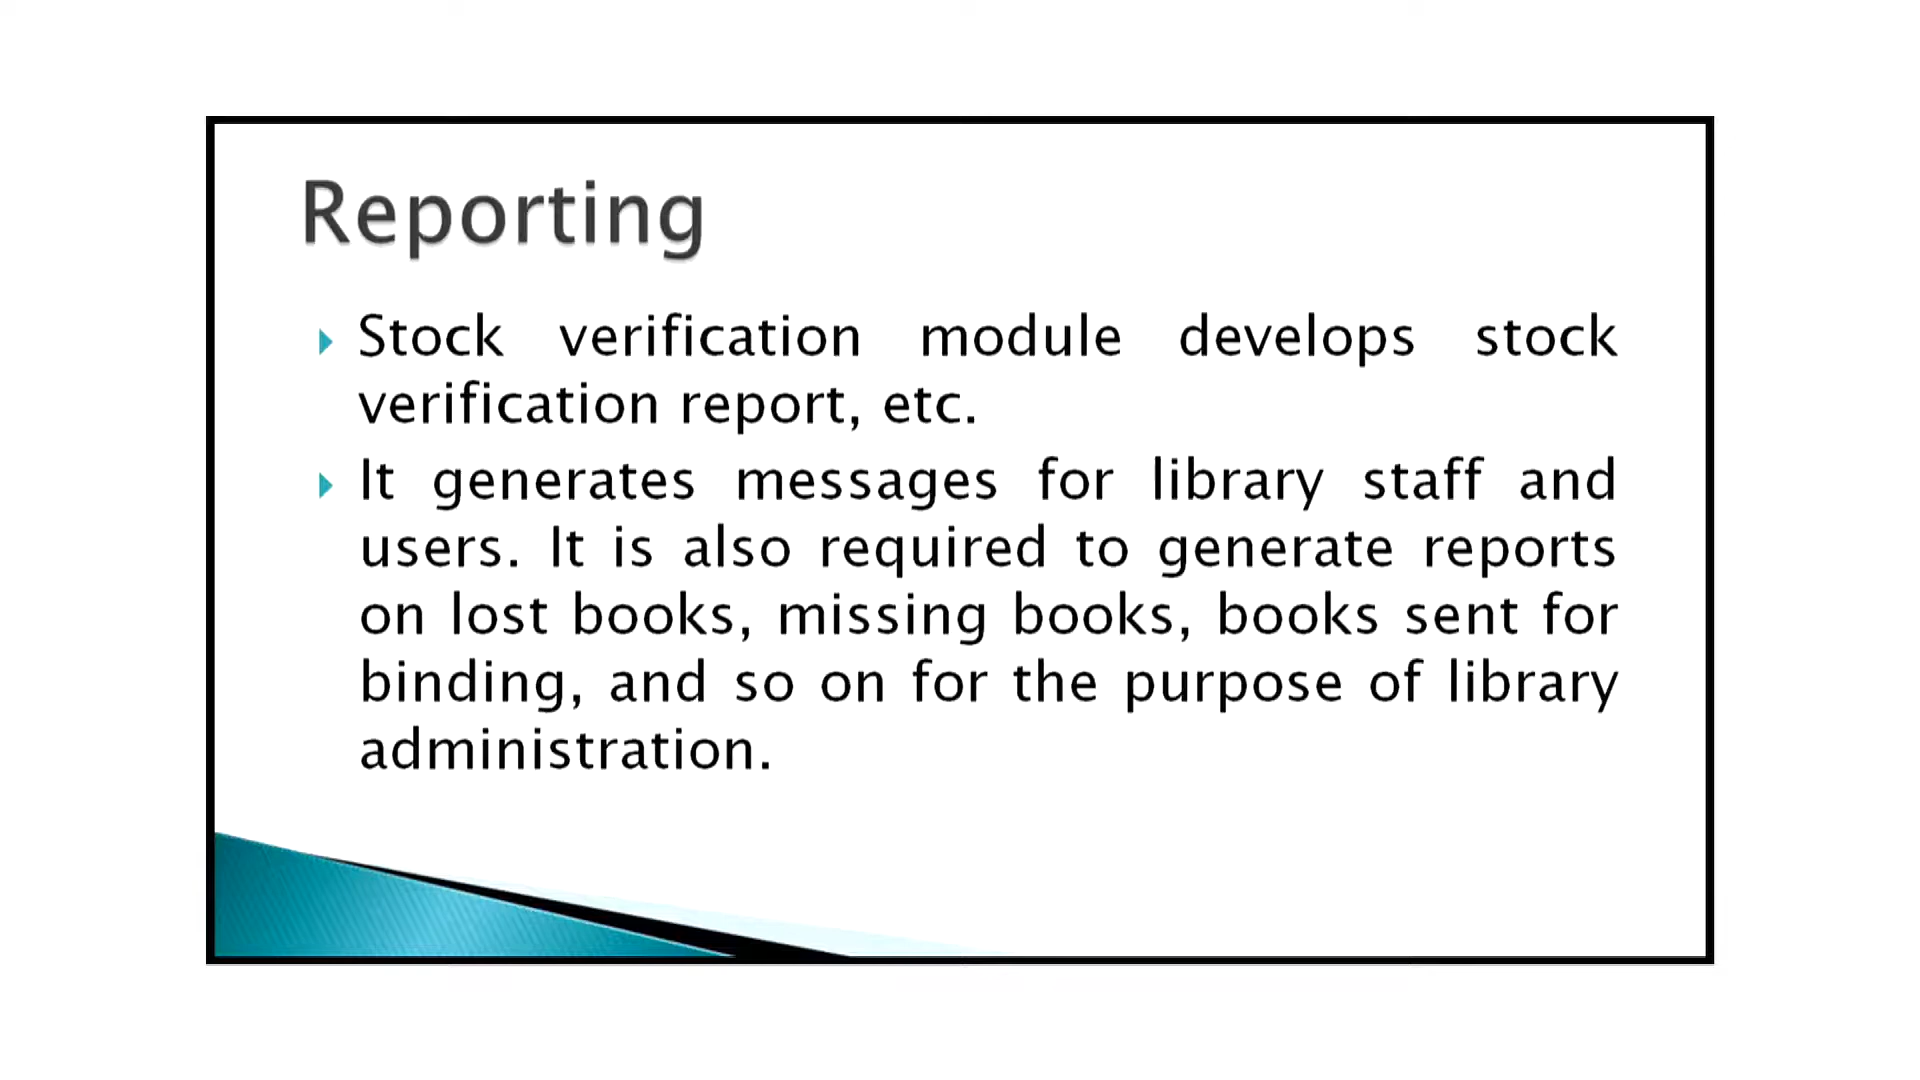 Reporting
Stock verification module develops stock
verification report, etc.
It generates messages for library staff and
users. It is also required to generate reports
on lost books, missing books, books sent for
binding, and so on for the purpose of library
administration.